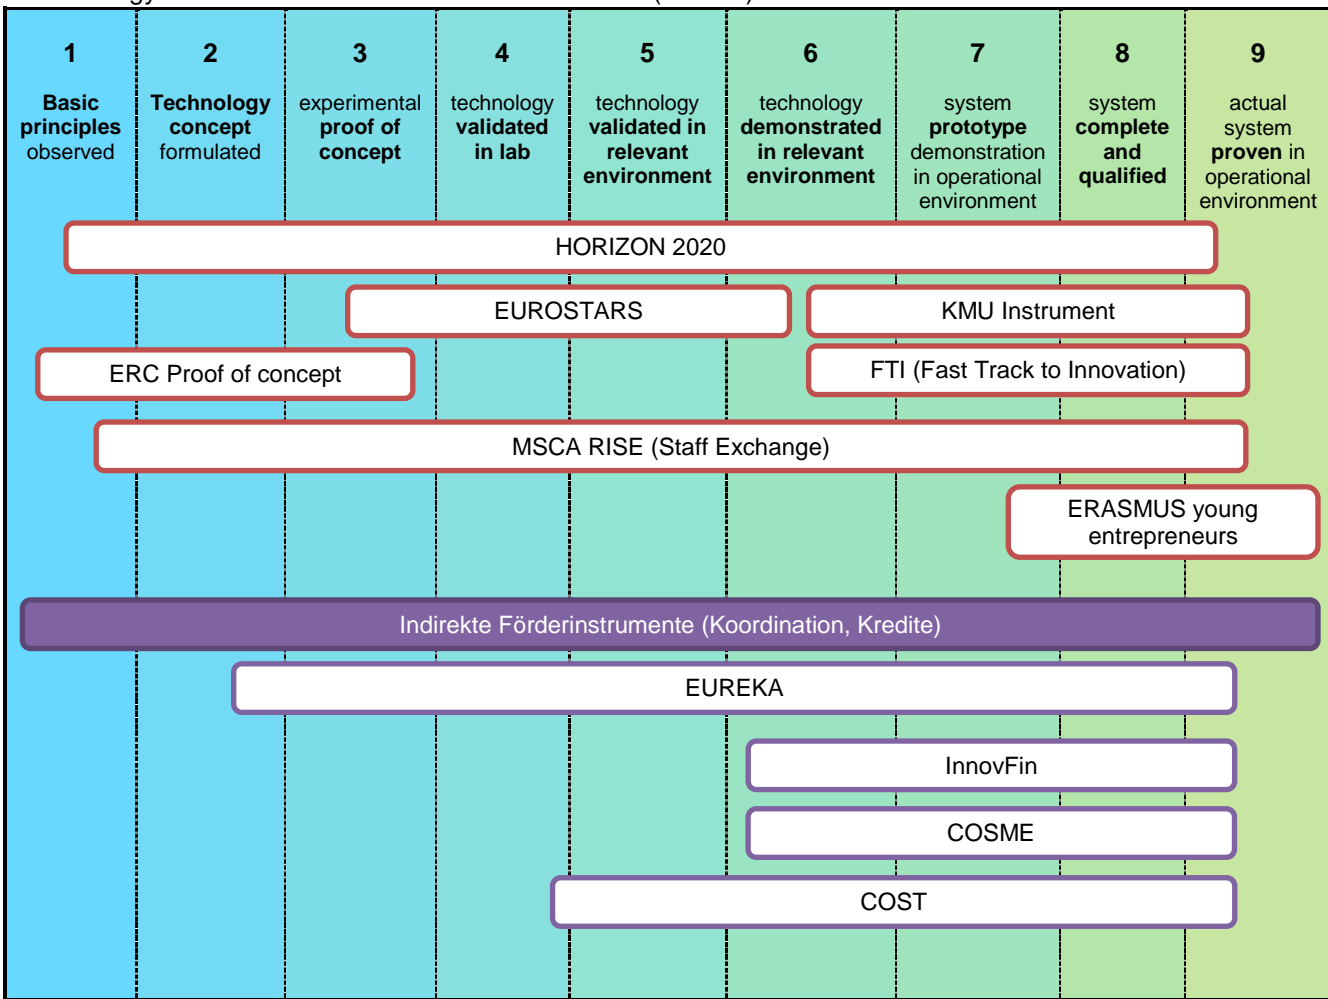 1
2
3
4
5
6
7
8
9
Basic
principles
observed
Technology
concept
formulated
experimental
proof of
concept
technology
validated
in lab
technology
validated in
relevant
environment
technology
demonstrated
in relevant
environment
system
prototype
demonstration
in operational
environment
system
complete
and
qualified
actual
system
proven in
operational
environment
HORIZON 2020
EUROSTARS
KMU Instrument
ERC Proof of concept
FTI (Fast Track to Innovation)
MSCA RISE (Staff Exchange)
ERASMUS young
entrepreneurs
Indirekte Förderinstrumente (Koordination, Kredite)
EUREKA
InnovFin
COSME
COST